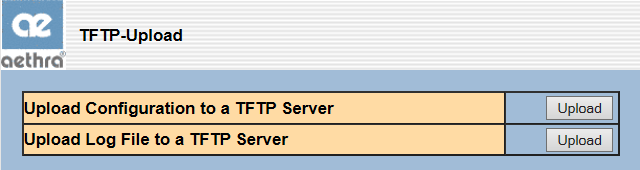 ae
TFTP-Upload
aethra®
Upload Configuration to a TFTP Server Upload
Upload Log File to a TFTP Server Upload